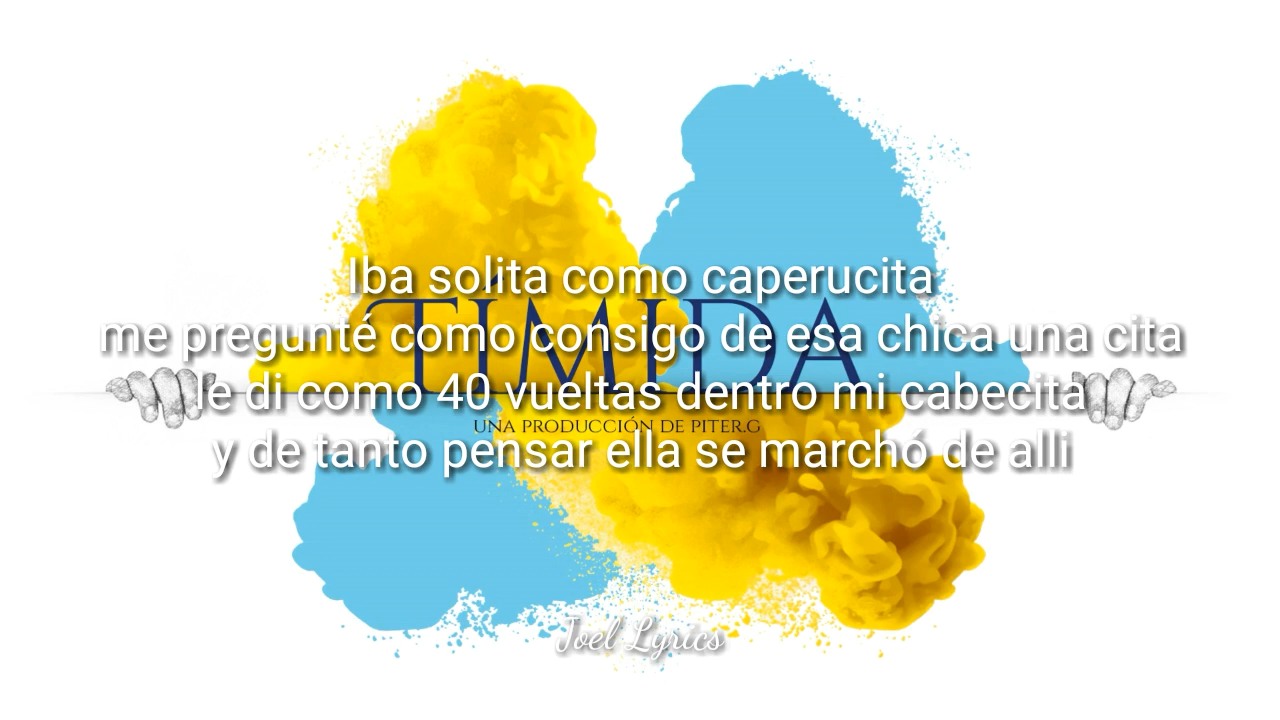 Iba solita como caperucita
TÍMIDA
me pregunté como consigo de esa chica una cita
le di como 40 vueltas dentro mi cabecita
UNA PRODUCCIÓN DE PITER.G
y de tanto pensar ella se marchó de alli
Joel Lyrics